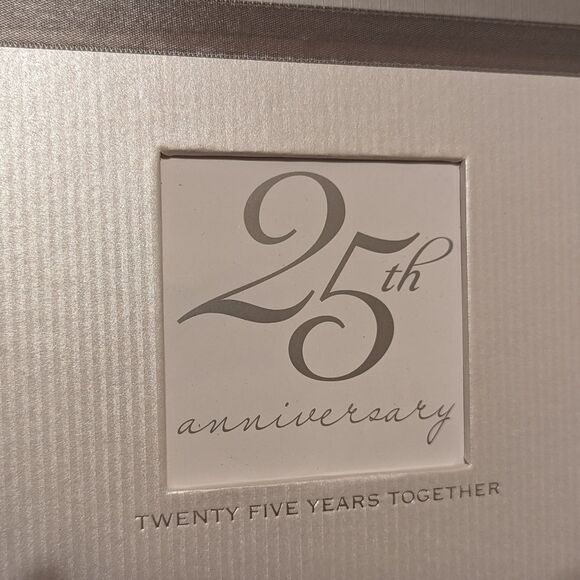 25th
anniversary
TWENTY FIVE YEARS TOGETHER